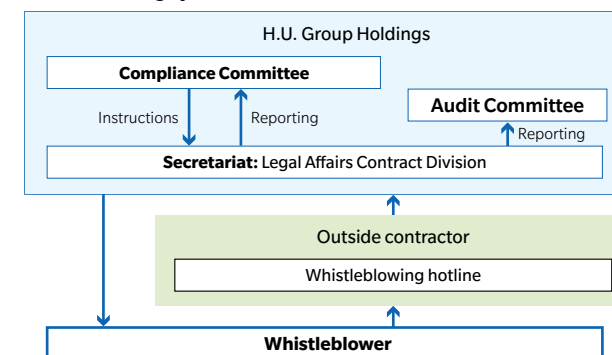 H.U. Group Holdings
Compliance Committee
Audit Committee
Instructions
Reporting
Reporting
Secretariat: Legal Affairs Contract Division
Outside contractor
Whistleblowing hotline
Whistleblower